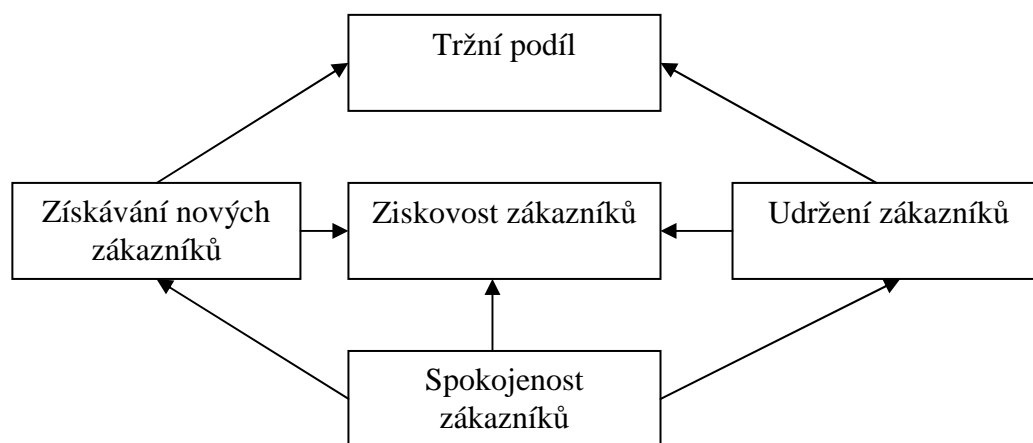 Tržní podíl
Získávání nových
zákazníků
Ziskovost zákazníků
Udržení zákazníků
Spokojenost
zákazníků